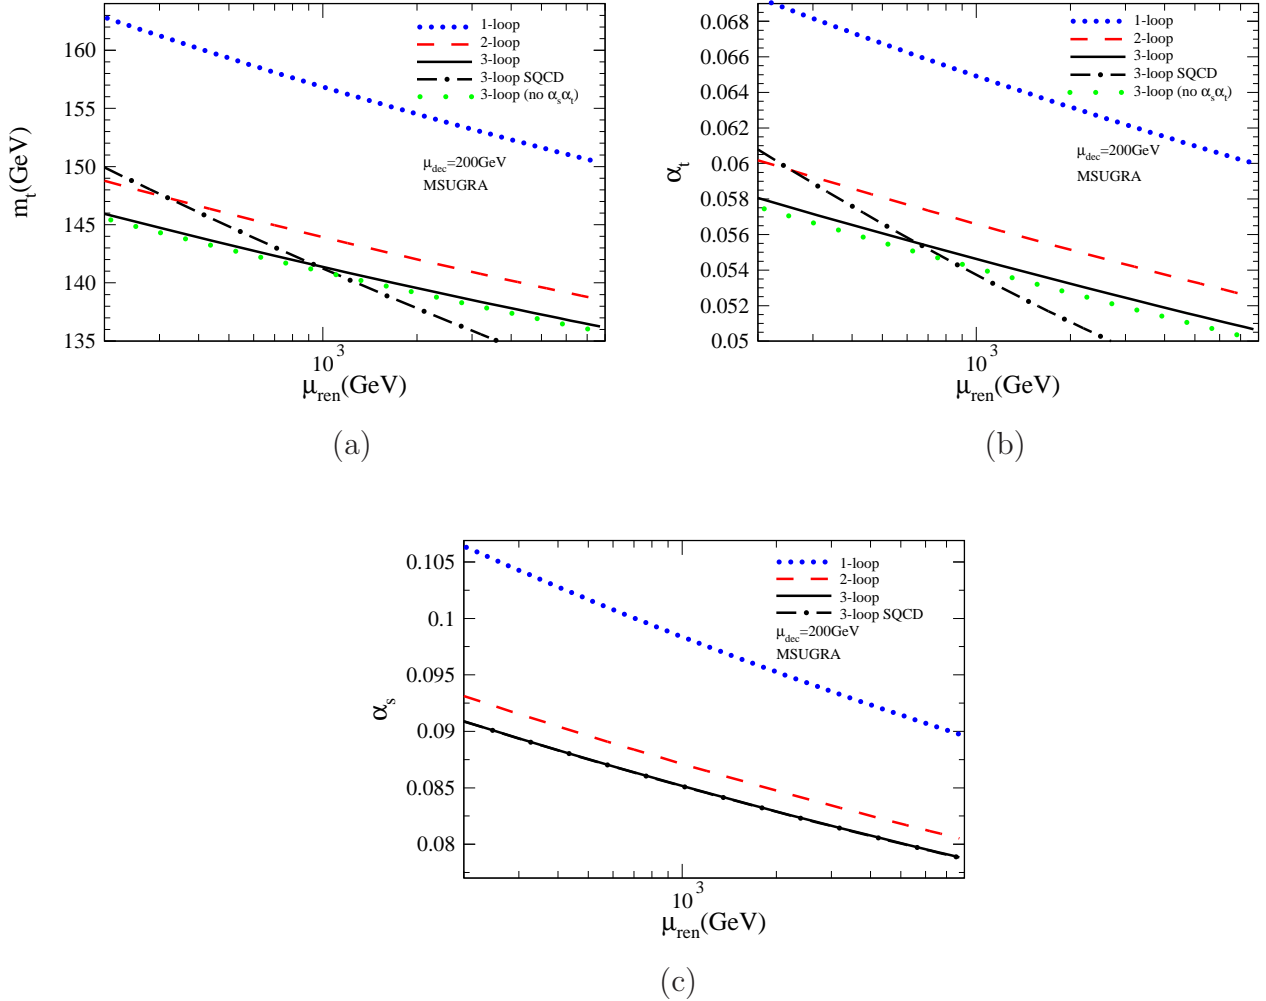 160
155
150
145
140
135
m_t(GeV)
10^3
μ_ren(GeV)
1-loop
2-loop
3-loop
3-loop SQCD
3-loop (no α_sα_t)
μ_dec=200GeV
MSUGRA
(a)
0.068
0.066
0.064
0.062
0.06
0.058
0.056
0.054
0.052
0.05
α_t
10^3
μ_ren(GeV)
1-loop
2-loop
3-loop
3-loop SQCD
3-loop (no α_sα_t)
μ_dec=200GeV
MSUGRA
(b)
0.105
0.1
0.095
0.09
0.085
0.08
α_s
10^3
μ_ren(GeV)
1-loop
2-loop
3-loop
3-loop SQCD
μ_dec=200GeV
MSUGRA
(c)